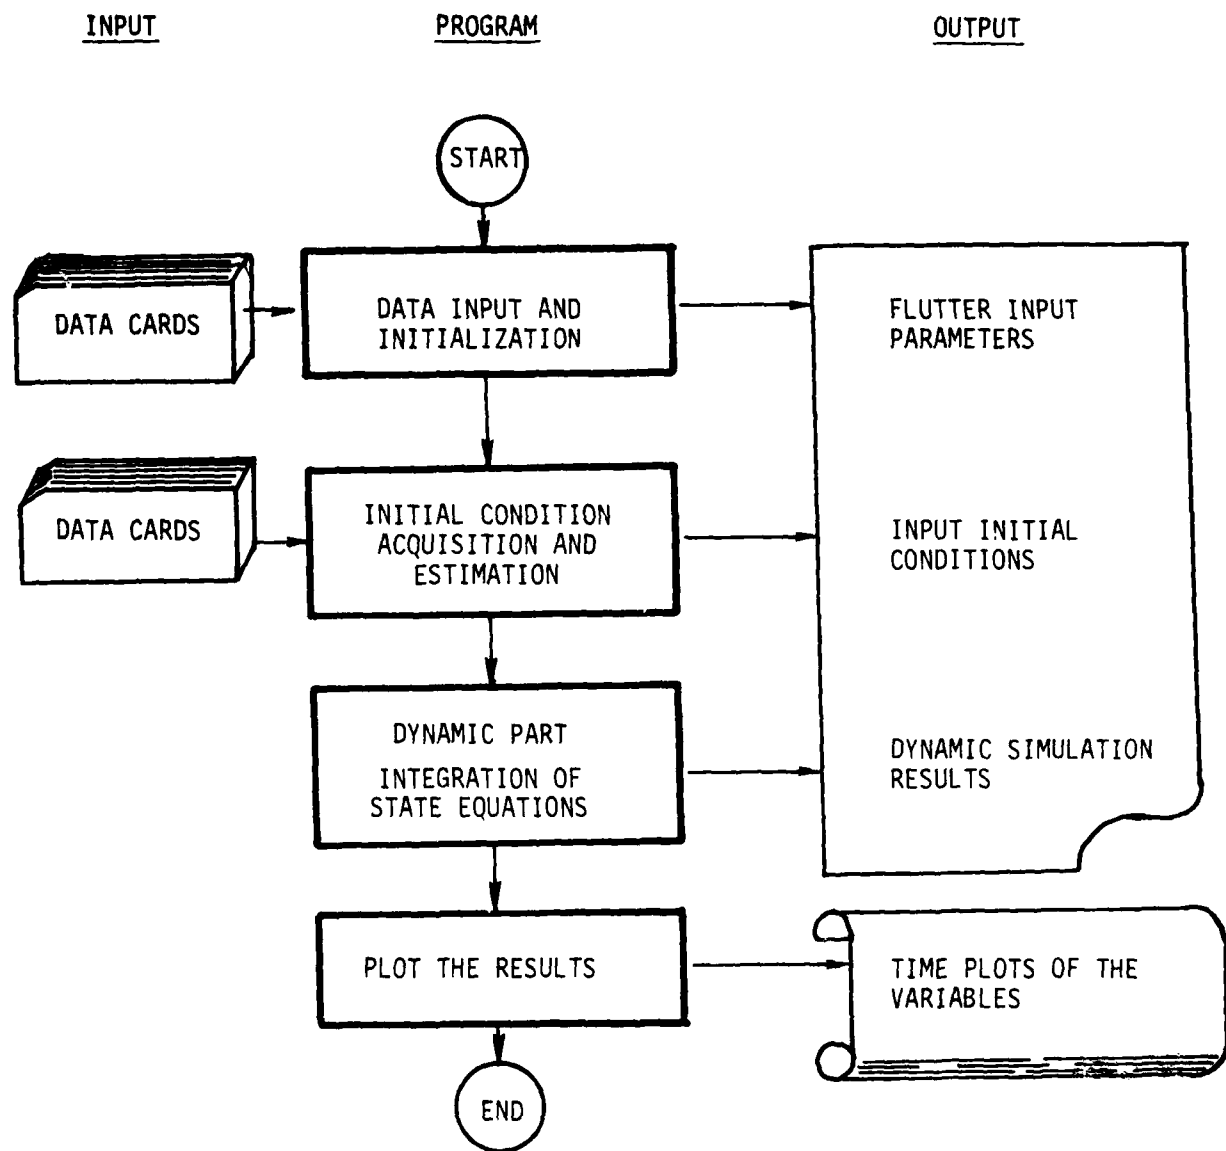 INPUT
PROGRAM
OUTPUT
START
DATA CARDS
DATA INPUT AND
INITIALIZATION
FLUTTER INPUT
PARAMETERS
DATA CARDS
INITIAL CONDITION
ACQUISITION AND
ESTIMATION
INPUT INITIAL
CONDITIONS
DYNAMIC PART
INTEGRATION OF
STATE EQUATIONS
DYNAMIC SIMULATION
RESULTS
PLOT THE RESULTS
TIME PLOTS OF THE
VARIABLES
END